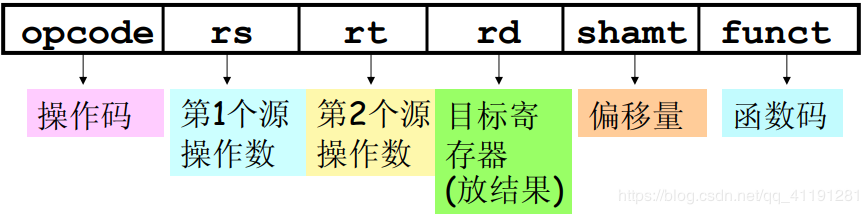 opcode rs rt rd shamt funct
操作码 第1个源 第2个源 目标寄 偏移量 函数码
操作数 操作数 存器
(放结果)
https://blog.csdn.net/qq_41191281